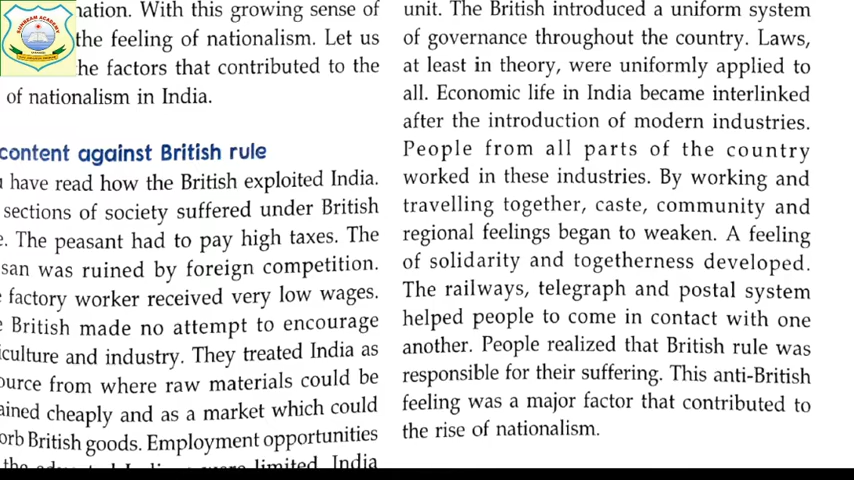 SUNBEAM ACADEMY
nation. With this growing sense of
the feeling of nationalism. Let us
he factors that contributed to the
of nationalism in India.
content against British rule
have read how the British exploited India.
sections of society suffered under British
e. The peasant had to pay high taxes. The
san was ruined by foreign competition.
factory worker received very low wages.
British made no attempt to encourage
iculture and industry. They treated India as
ource from where raw materials could be
ained cheaply and as a market which could
orb British goods. Employment opportunities
the limited. India
unit. The British introduced a uniform system
of governance throughout the country. Laws,
at least in theory, were uniformly applied to
all. Economic life in India became interlinked
after the introduction of modern industries.
People from all parts of the country
worked in these industries. By working and
travelling together, caste, community and
regional feelings began to weaken. A feeling
of solidarity and togetherness developed.
The railways, telegraph and postal system
helped people to come in contact with one
another. People realized that British rule was
responsible for their suffering. This anti-British
feeling was a major factor that contributed to
the rise of nationalism.